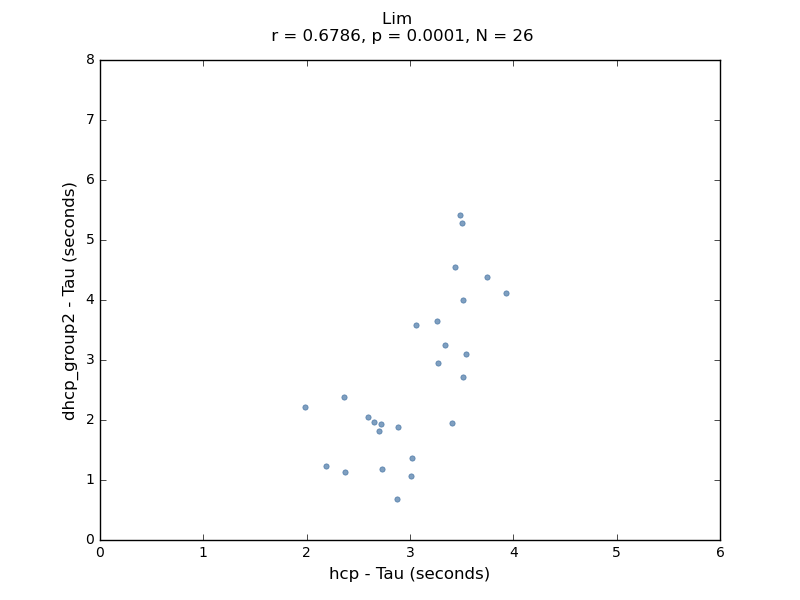 Lim
r = 0.6786, p = 0.0001, N = 26
8
7
6
5
4
3
2
1
0
dhcp_group2 - Tau (seconds)
0 1 2 3 4 5 6
hcp - Tau (seconds)